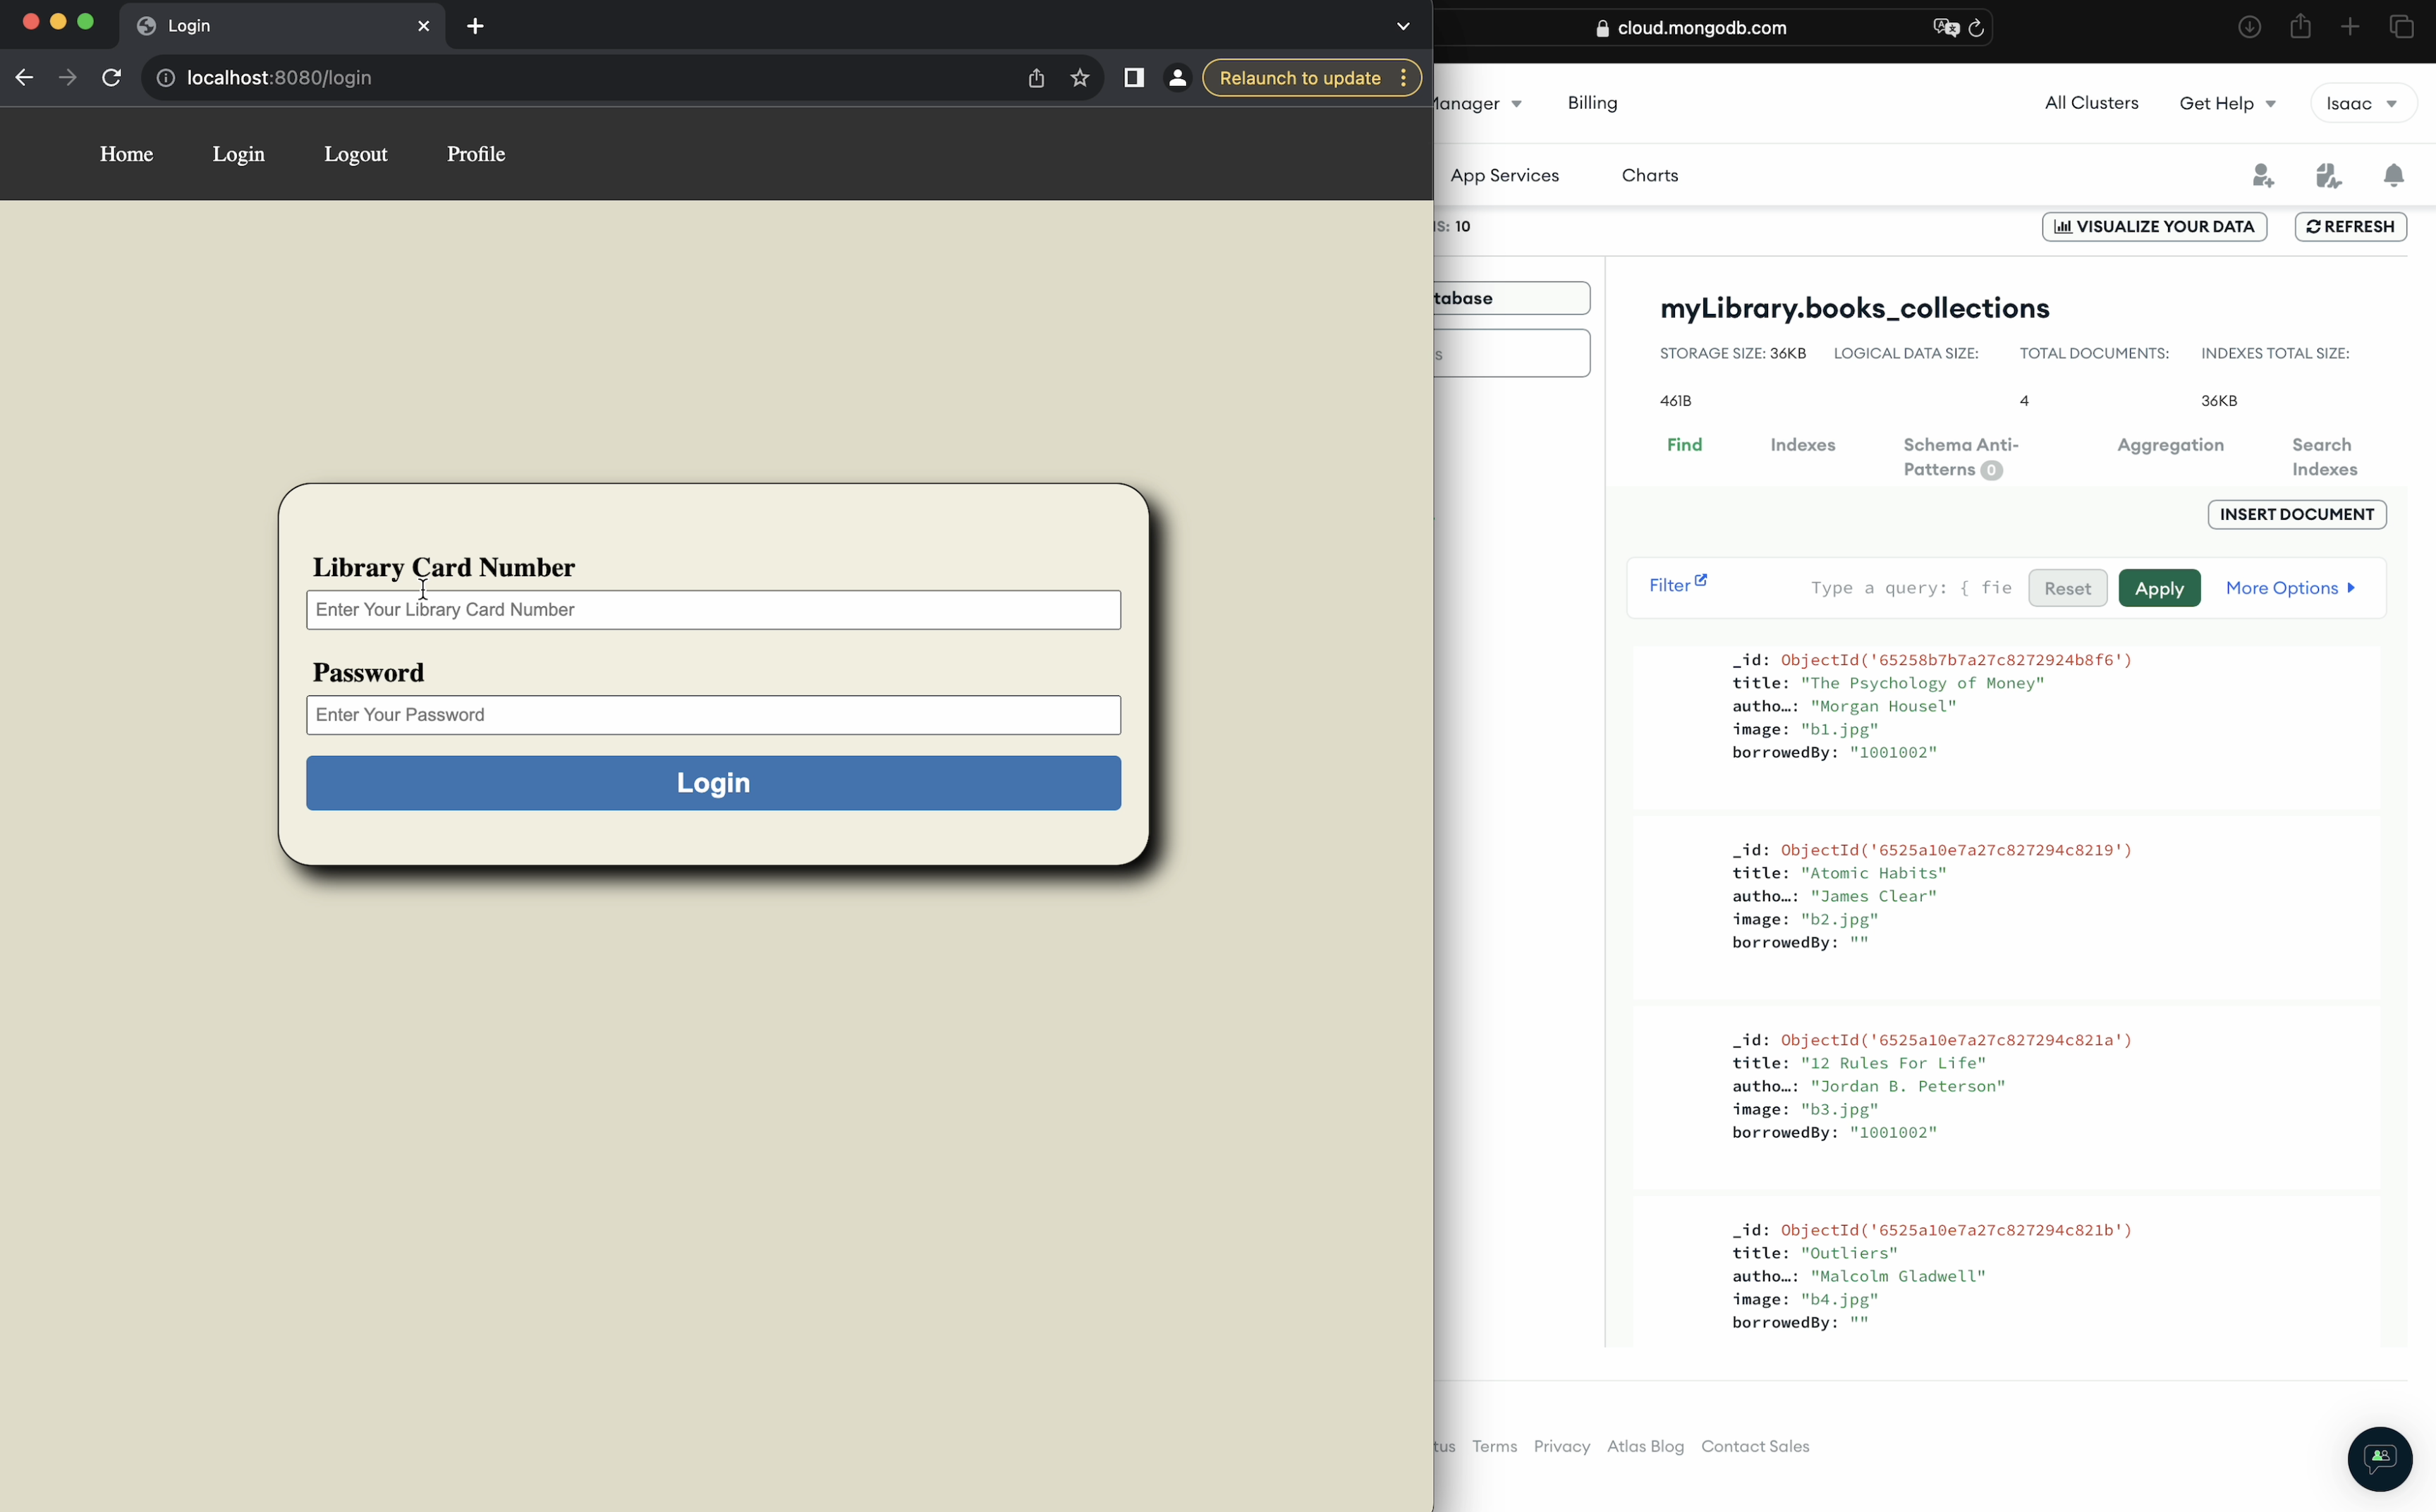 Login
localhost:8080/login
Relaunch to update
Home Login Logout Profile
Library Card Number
Enter Your Library Card Number
Password
Enter Your Password
Login
cloud.mongodb.com
Billing
All Clusters Get Help Isaac
App Services Charts
10
VISUALIZE YOUR DATA REFRESH
myLibrary.books_collections
STORAGE SIZE: 36KB LOGICAL DATA SIZE: TOTAL DOCUMENTS: INDEXES TOTAL SIZE:
461B 4 36KB
Find Indexes Schema Anti- Aggregation Search
Patterns 0 Indexes
INSERT DOCUMENT
Filter Type a query: { fie Reset Apply More Options
_id: ObjectId('65258b7b7a27c8272924b8f6')
title: "The Psychology of Money"
autho…: "Morgan Housel"
image: "b1.jpg"
borrowedBy: "1001002"
_id: ObjectId('6525a10e7a27c827294c8219')
title: "Atomic Habits"
autho…: "James Clear"
image: "b2.jpg"
borrowedBy: ""
_id: ObjectId('6525a10e7a27c827294c821a')
title: "12 Rules For Life"
autho…: "Jordan B. Peterson"
image: "b3.jpg"
borrowedBy: "1001002"
_id: ObjectId('6525a10e7a27c827294c821b')
title: "Outliers"
autho…: "Malcolm Gladwell"
image: "b4.jpg"
borrowedBy: ""
Terms Privacy Atlas Blog Contact Sales